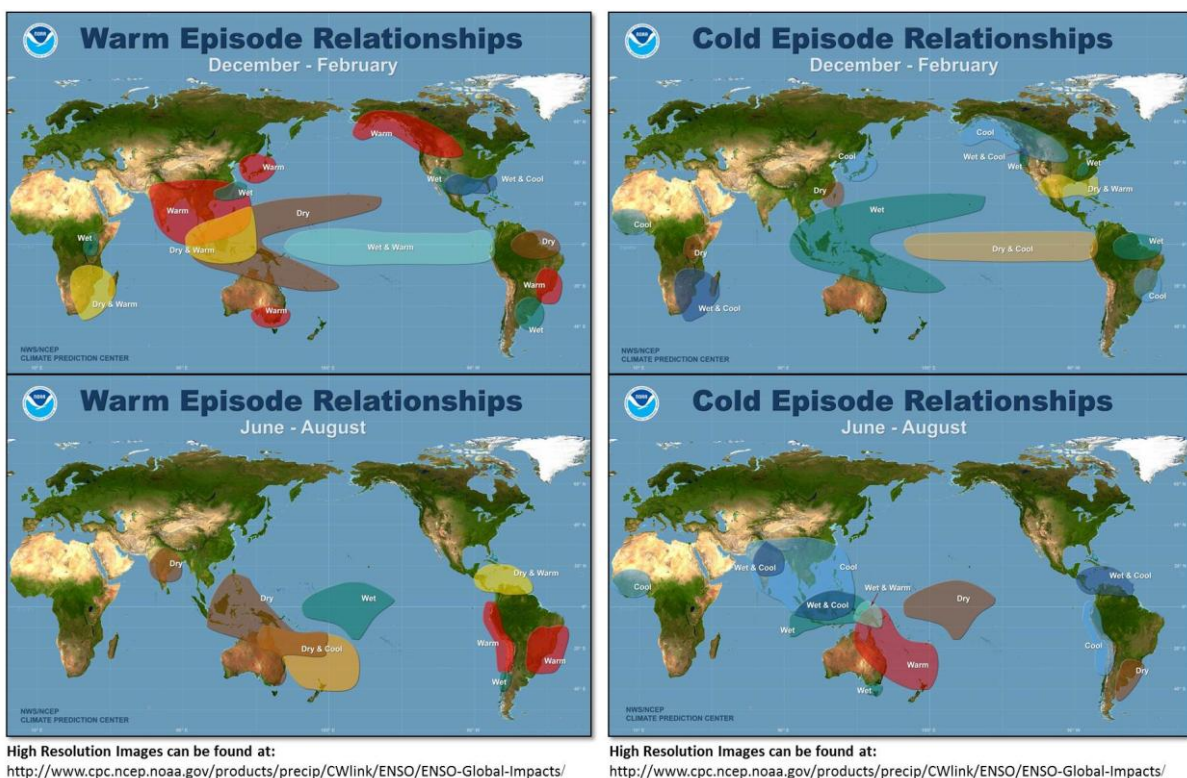 Warm Episode Relationships
December - February
Warm
Warm
Wet
Warm
Dry
Wet
Wet & Cool
Wet
Dry & Warm
Wet & Warm
Dry
Dry & Warm
Warm
Warm
Wet
NWS/NCEP
CLIMATE PREDICTION CENTER
Cold Episode Relationships
December - February
Cool
Cool
Wet & Cool
Wet
Wet
Dry
Dry & Warm
Wet
Cool
Dry
Dry & Cool
Wet
Wet & Cool
Cool
NWS/NCEP
CLIMATE PREDICTION CENTER
Warm Episode Relationships
June - August
Dry
Dry
Wet
Dry & Warm
Dry & Cool
Warm
Warm
Wet
NWS/NCEP
CLIMATE PREDICTION CENTER
Cold Episode Relationships
June - August
Wet & Cool
Cool
Cool
Wet & Warm
Wet & Cool
Dry
Wet & Cool
Wet
Warm
Cool
Dry
Wet
NWS/NCEP
CLIMATE PREDICTION CENTER
High Resolution Images can be found at:
http://www.cpc.ncep.noaa.gov/products/precip/CWlink/ENSO/ENSO-Global-Impacts/
High Resolution Images can be found at:
http://www.cpc.ncep.noaa.gov/products/precip/CWlink/ENSO/ENSO-Global-Impacts/